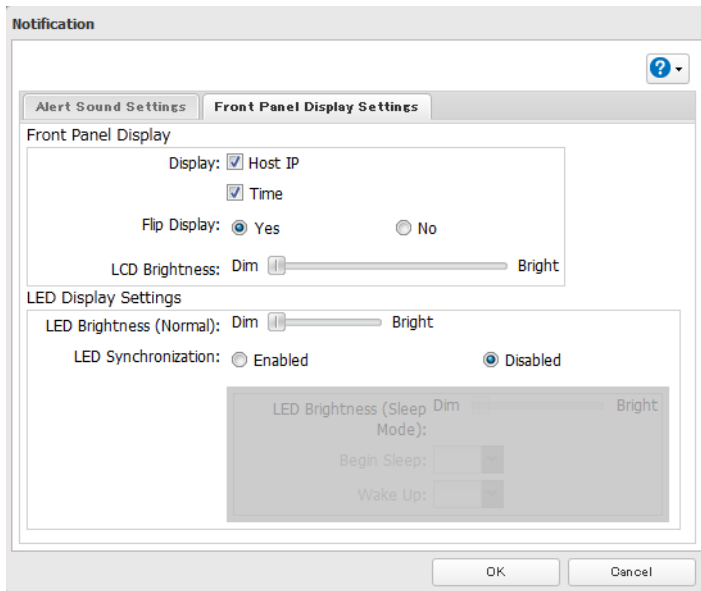 Notification
?
Alert Sound Settings Front Panel Display Settings
Front Panel Display
Display: Host IP
Time
Flip Display: Yes No
LCD Brightness: Dim Bright
LED Display Settings
LED Brightness (Normal): Dim Bright
LED Synchronization: Enabled Disabled
LED Brightness (Sleep Mode): Dim Bright
Begin Sleep:
Wake Up:
OK Cancel